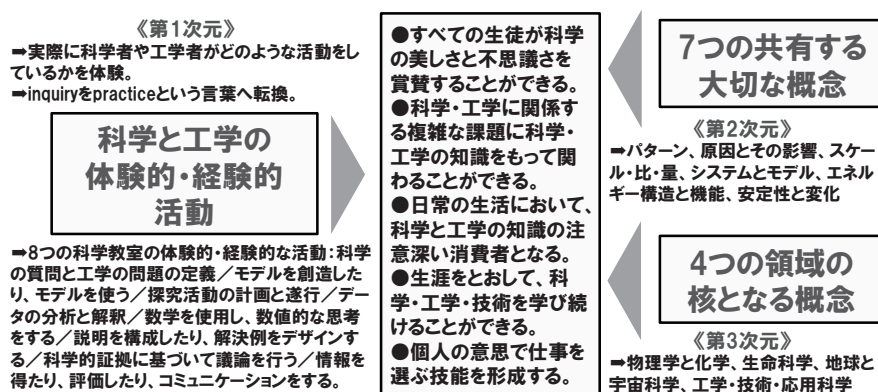 《第1次元》
➡実際に科学者や工学者がどのような活動をし
ているかを体験。
➡inquiryをpracticeという言葉へ転換。
科学と工学の
体験的・経験的
活動
➡8つの科学教室の体験的・経験的な活動：科学
の質問と工学の問題の定義／モデルを創造した
り、モデルを使う／探究活動の計画と遂行／デー
タの分析と解釈／数学を使用し、数値的な思考
をする／説明を構成したり、解決例をデザインす
る／科学的証拠に基づいて議論を行う／情報を
得たり、評価したり、コミュニケーションをする。
●すべての生徒が科学
の美しさと不思議さを
賞賛することができる。
●科学・工学に関係す
る複雑な課題に科学・
工学の知識をもって関
わることができる。
●日常の生活において、
科学と工学の知識の注
意深い消費者となる。
●生涯をとおして、科
学・工学・技術を学び続
けることができる。
●個人の意思で仕事を
選ぶ技能を形成する。
7つの共有する
大切な概念
《第2次元》
➡パターン、原因とその影響、スケー
ル・比・量、システムとモデル、エネル
ギー構造と機能、安定性と変化
4つの領域の
核となる概念
《第3次元》
➡物理学と化学、生命科学、地球と
宇宙科学、工学・技術・応用科学